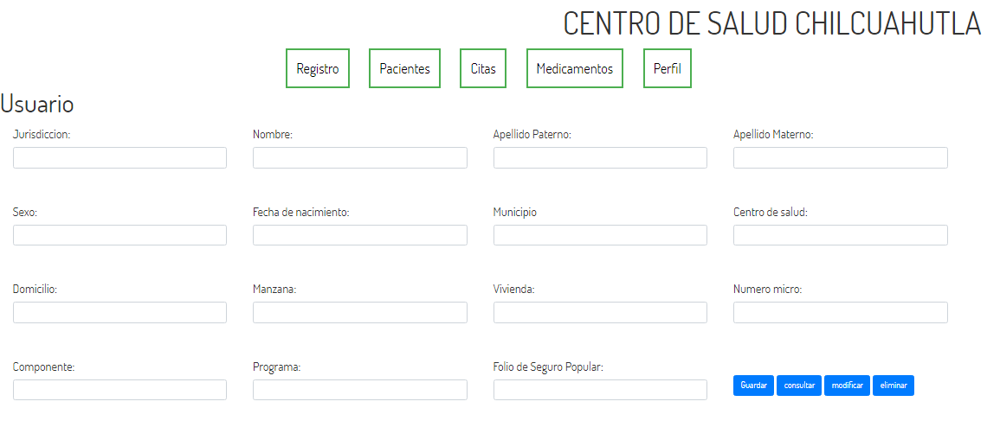 CENTRO DE SALUD CHILCUAHUTLA
Registro Pacientes Citas Medicamentos Perfil
Usuario
Jurisdiccion: Nombre: Apellido Paterno: Apellido Materno:
Sexo: Fecha de nacimiento: Municipio Centro de salud:
Domicilio: Manzana: Vivienda: Numero micro:
Componente: Programa: Folio de Seguro Popular:
Guardar consultar modificar eliminar